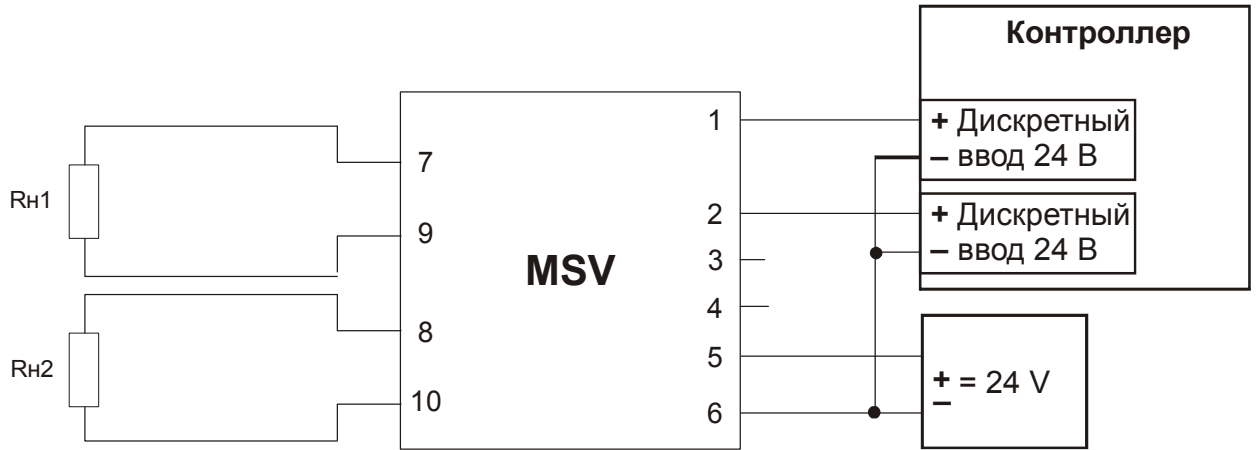 Контроллер
+ Дискретный
– ввод 24 В
+ Дискретный
– ввод 24 В
MSV
1
2
3
4
5
6
7
9
8
10
Rн1
Rн2
+ = 24 V
–